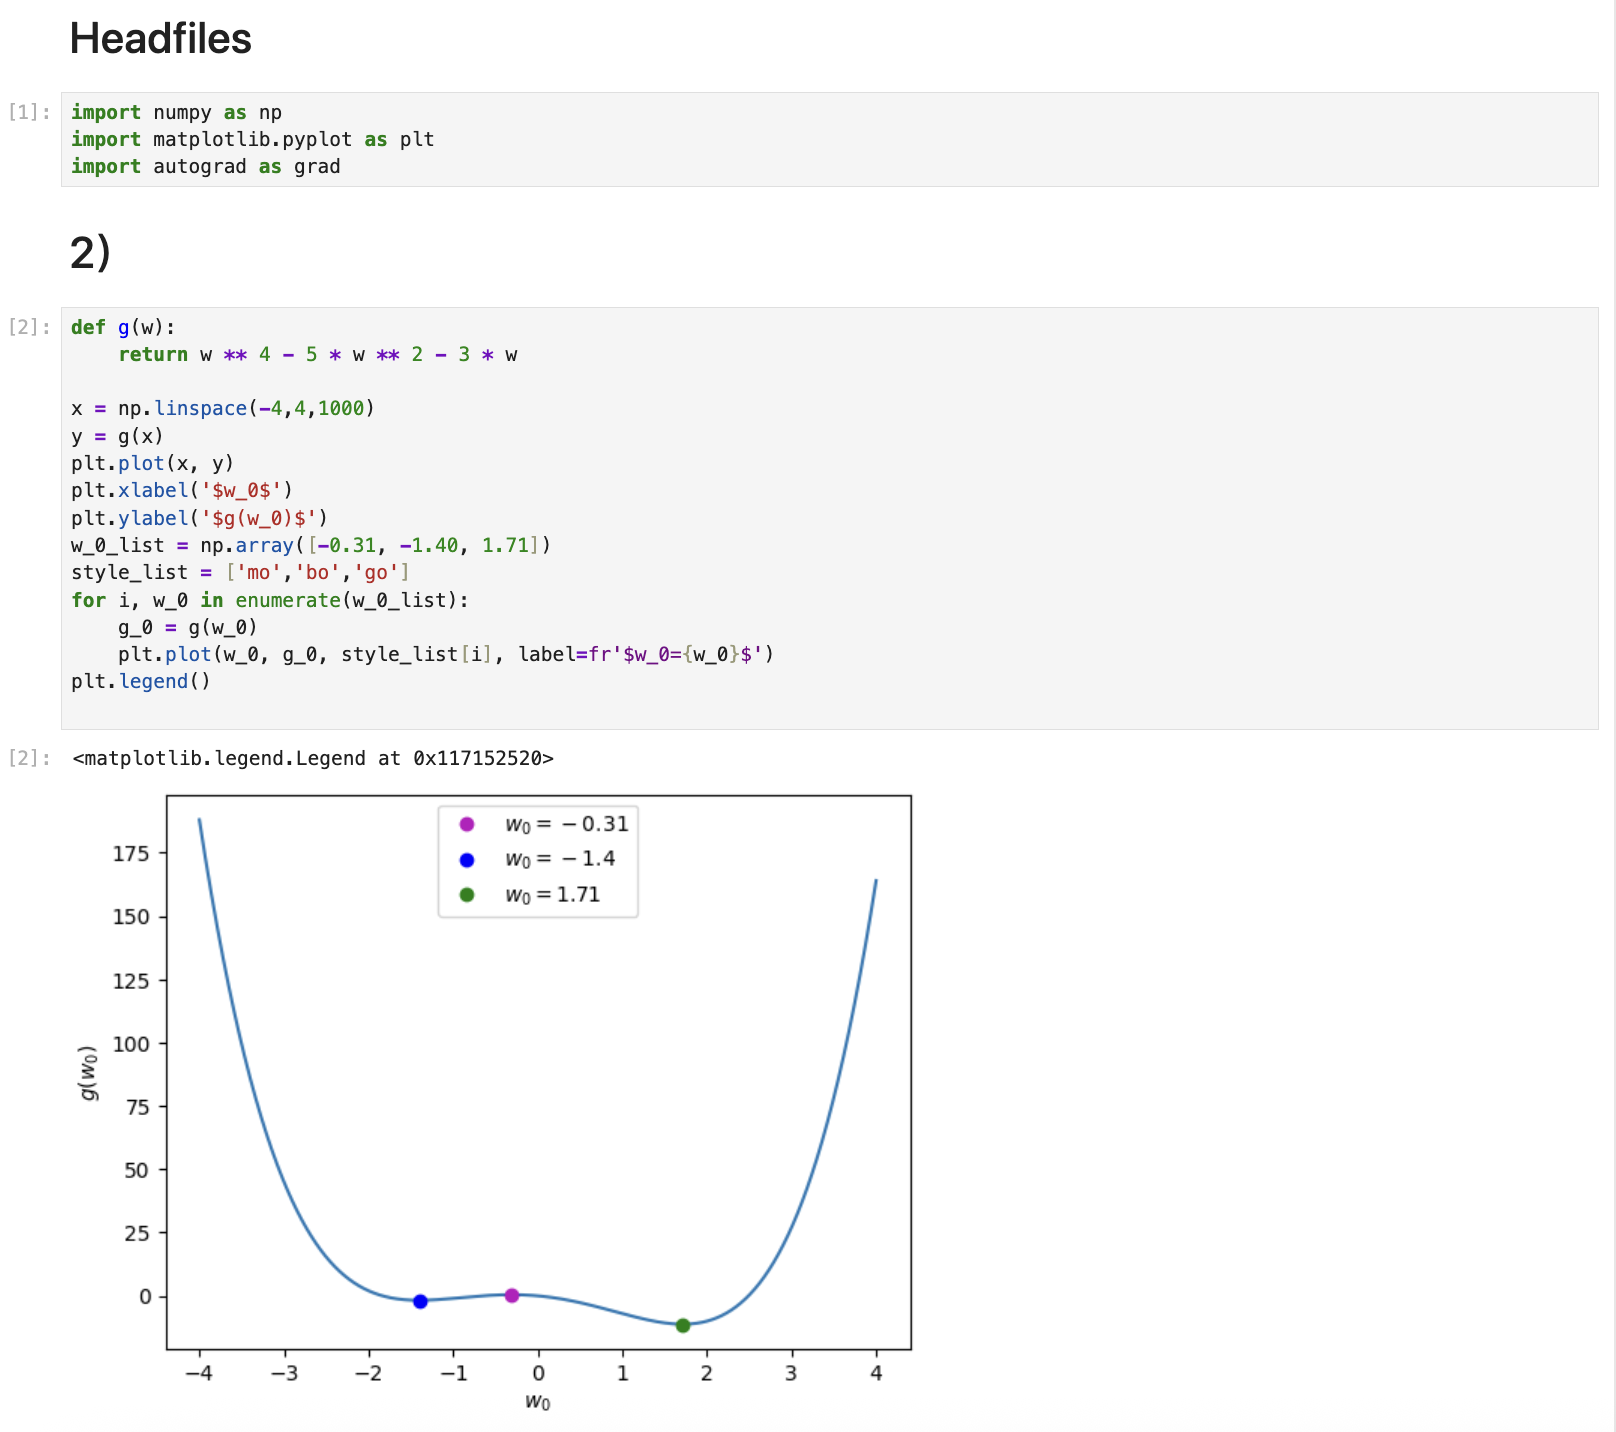 Headfiles
[1]:
import numpy as np
import matplotlib.pyplot as plt
import autograd as grad
2)
[2]:
def g(w):
    return w ** 4 - 5 * w ** 2 - 3 * w
x = np.linspace(-4,4,1000)
y = g(x)
plt.plot(x, y)
plt.xlabel('$w_0$')
plt.ylabel('$g(w_0)$')
w_0_list = np.array([-0.31, -1.40, 1.71])
style_list = ['mo','bo','go']
for i, w_0 in enumerate(w_0_list):
    g_0 = g(w_0)
    plt.plot(w_0, g_0, style_list[i], label=fr'$w_0={w_0}$')
plt.legend()
[2]:
<matplotlib.legend.Legend at 0x117152520>
w₀ = −0.31
w₀ = −1.4
w₀ = 1.71
175
150
125
100
75
50
25
0
g(w₀)
−4 −3 −2 −1 0 1 2 3 4
w₀